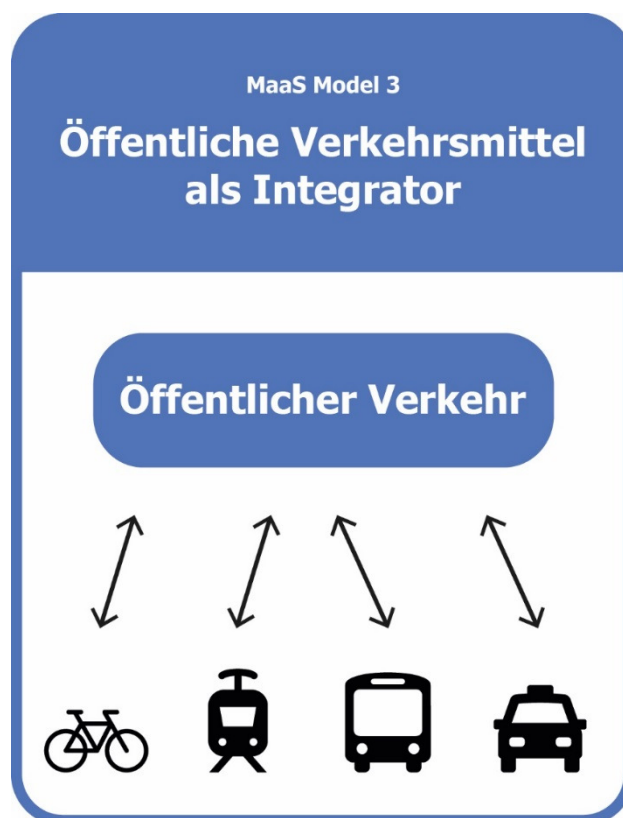 MaaS Model 3
Öffentliche Verkehrsmittel
als Integrator
Öffentlicher Verkehr